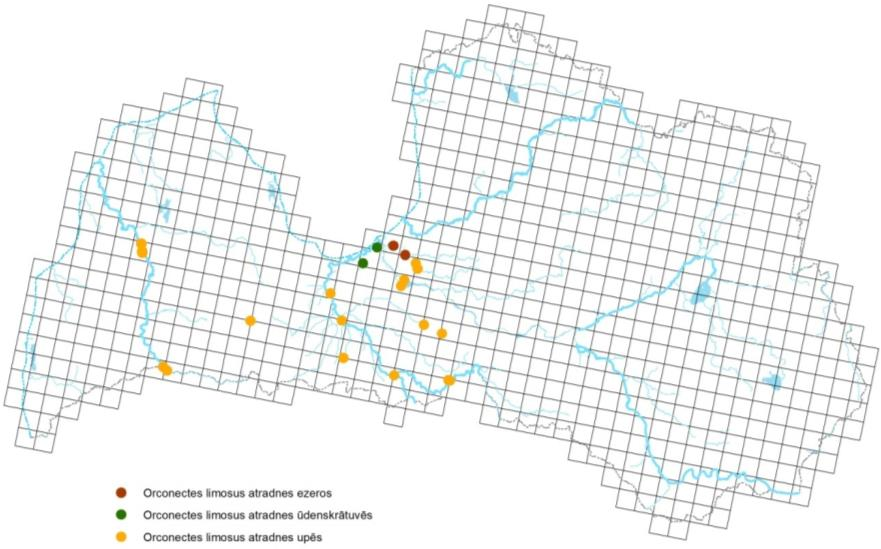 Orconectes limosus atradnes ezeros
Orconectes limosus atradnes ūdenskrātuvēs
Orconectes limosus atradnes upēs